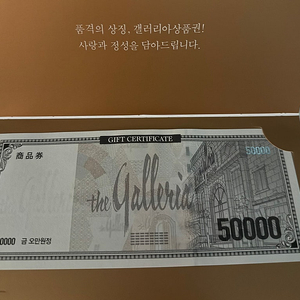 품격의 상징, 갤러리아상품권!
사랑과 정성을 담아드립니다.
GIFT CERTIFICATE
商品券
50000
the Galleria
50000
0000 금 오만원정